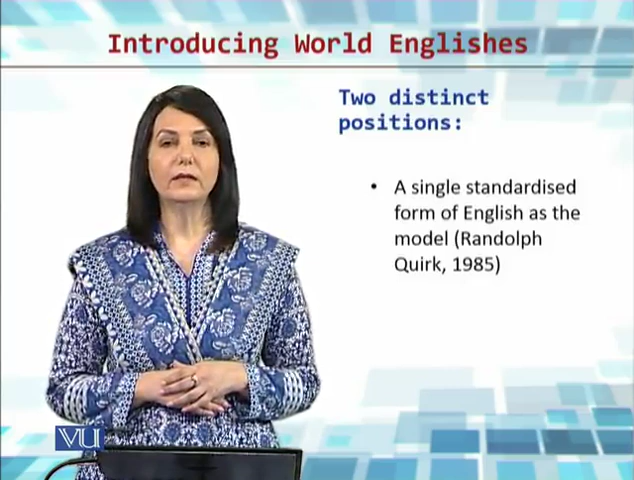 Introducing World Englishes
Two distinct
positions:
• A single standardised
form of English as the
model (Randolph
Quirk, 1985)
VU